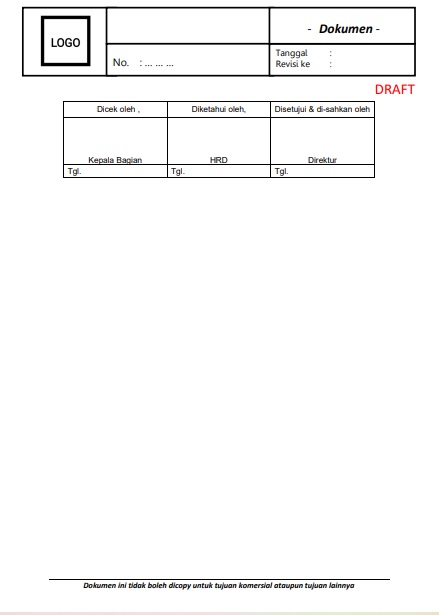 LOGO
- Dokumen -
No. : ... ... ...
Tanggal :
Revisi ke :
DRAFT
Dicek oleh , Diketahui oleh, Disetujui & di-sahkan oleh
Kepala Bagian HRD Direktur
Tgl. Tgl. Tgl.
Dokumen ini tidak boleh dicopy untuk tujuan komersial ataupun tujuan lainnya